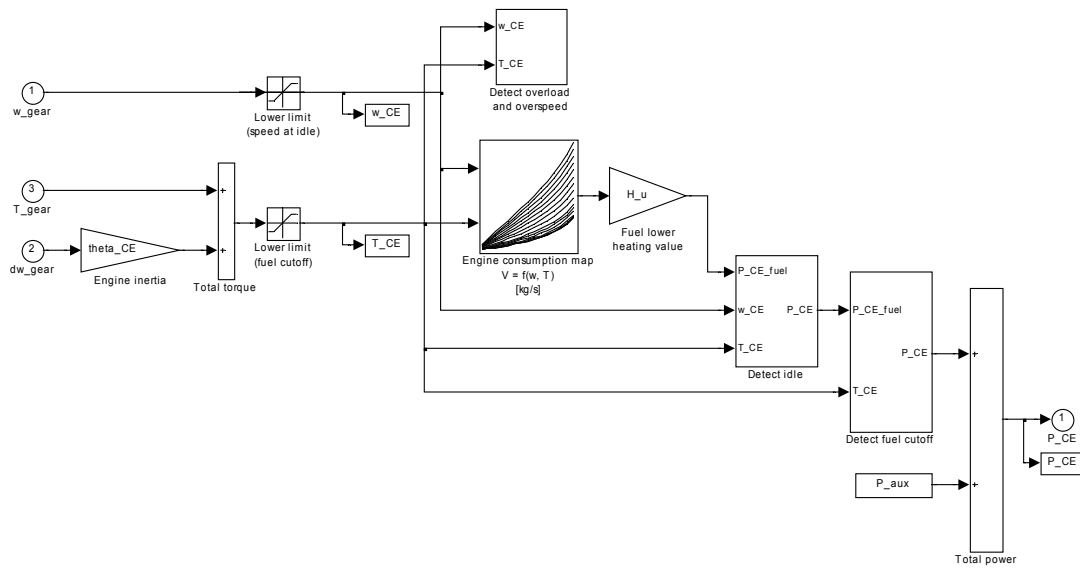 w_CE
T_CE
Detect overload
and overspeed
1
w_gear
Lower limit
(speed at idle)
w_CE
3
T_gear
+
2
dw_gear
theta_CE
Engine inertia
+
Total torque
Lower limit
(fuel cutoff)
T_CE
Engine consumption map
V = f(w, T)
[kg/s]
H_u
Fuel lower
heating value
P_CE_fuel
w_CE
P_CE
T_CE
Detect idle
P_CE_fuel
P_CE
T_CE
Detect fuel cutoff
+
1
P_CE
P_CE
P_aux
+
Total power